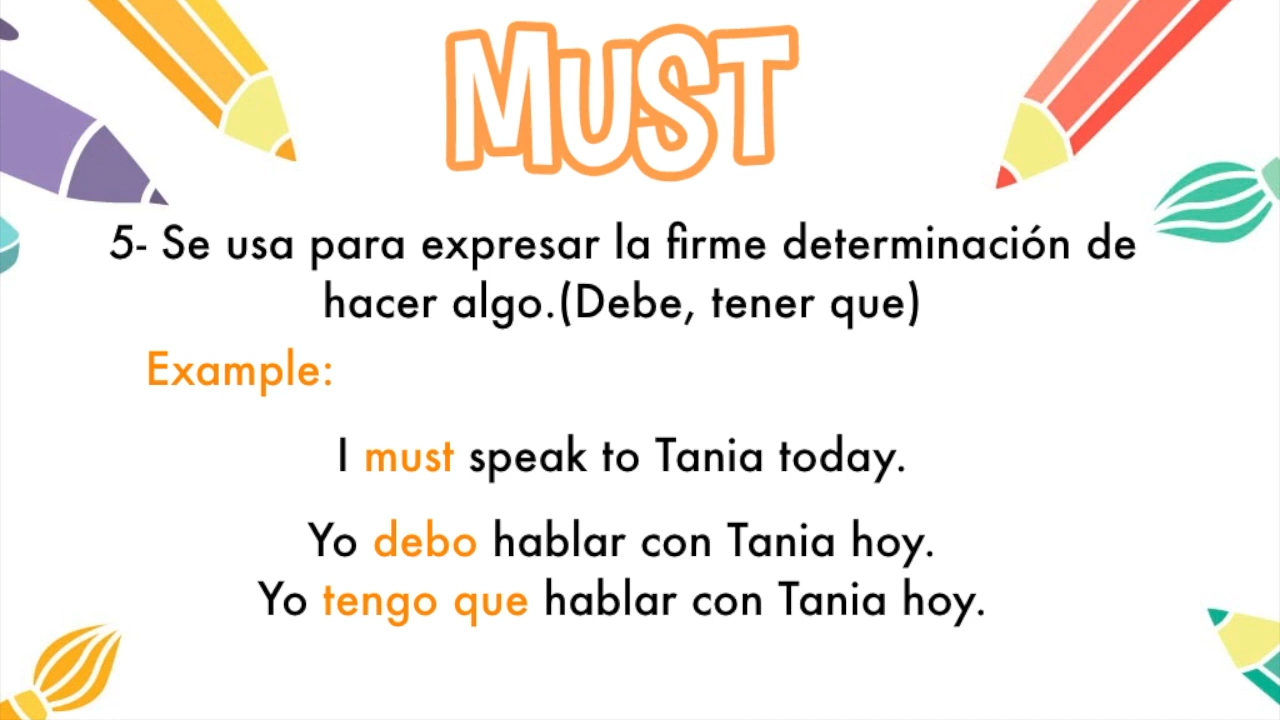 MUST
5- Se usa para expresar la firme determinación de
hacer algo.(Debe, tener que)
Example:
I must speak to Tania today.
Yo debo hablar con Tania hoy.
Yo tengo que hablar con Tania hoy.